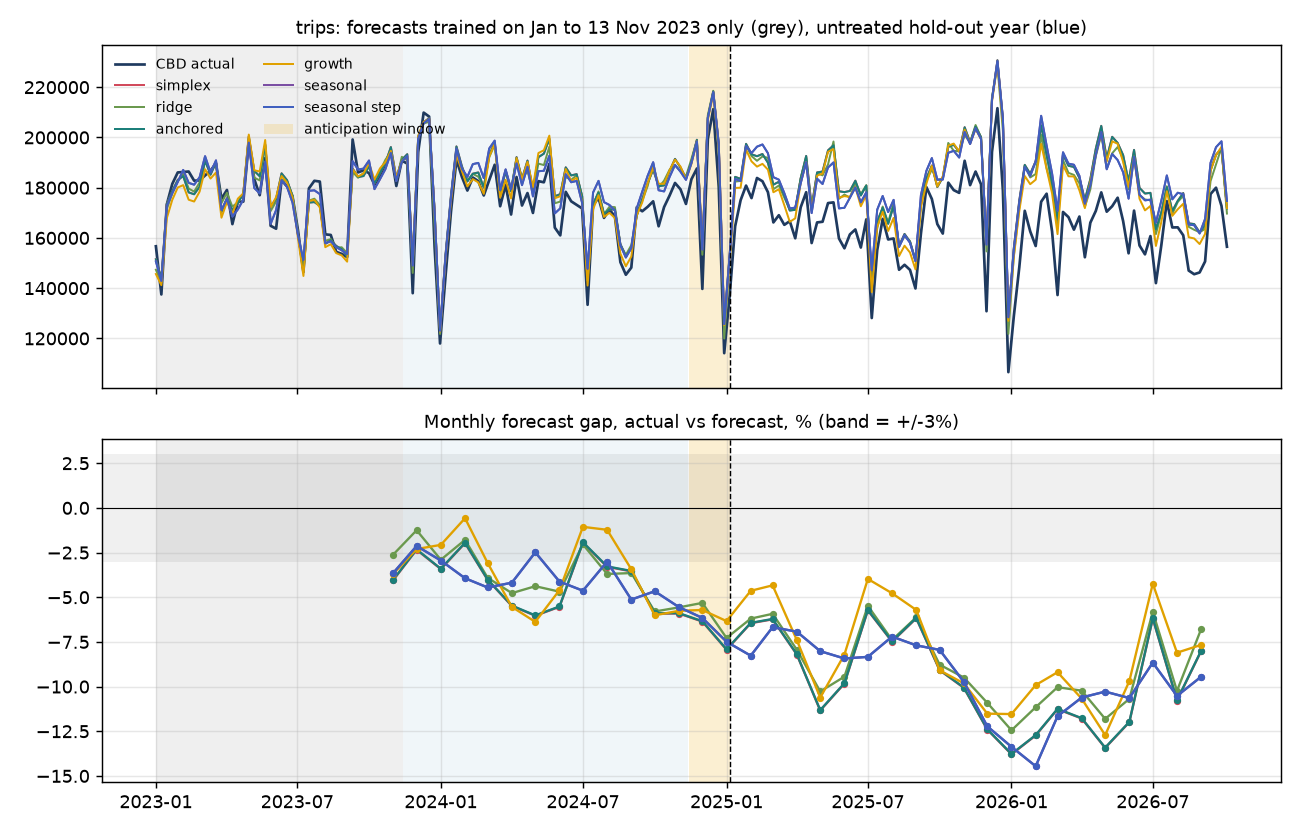 trips: forecasts trained on Jan to 13 Nov 2023 only (grey), untreated hold-out year (blue)
CBD actual
simplex
ridge
anchored
growth
seasonal
seasonal step
anticipation window
220000
200000
180000
160000
140000
120000
Monthly forecast gap, actual vs forecast, % (band = +/-3%)
2.5
0.0
−2.5
−5.0
−7.5
−10.0
−12.5
−15.0
2023-01 2023-07 2024-01 2024-07 2025-01 2025-07 2026-01 2026-07